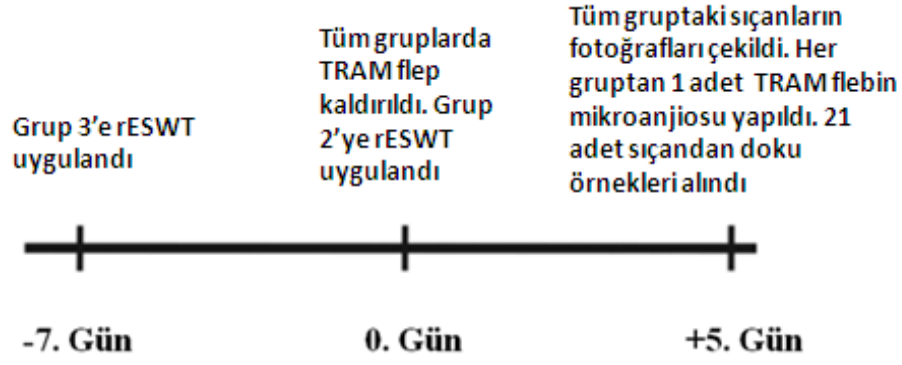 Grup 3’e rESWT
uygulandı
Tüm gruplarda
TRAM flep
kaldırıldı. Grup
2’ye rESWT
uygulandı
Tüm gruptaki sıçanların
fotoğrafları çekildi. Her
gruptan 1 adet TRAM flebin
mikroanjiosu yapıldı. 21
adet sıçandan doku
örnekleri alındı
-7. Gün
0. Gün
+5. Gün